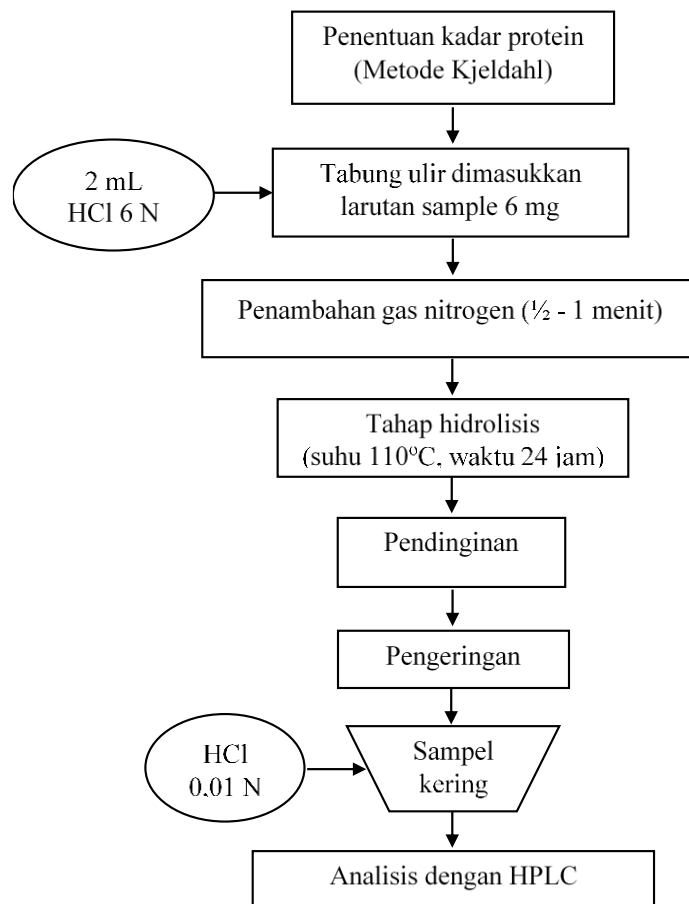 Penentuan kadar protein
(Metode Kjeldahl)
2 mL
HCl 6 N
Tabung ulir dimasukkan
larutan sample 6 mg
Penambahan gas nitrogen (½ - 1 menit)
Tahap hidrolisis
(suhu 110°C, waktu 24 jam)
Pendinginan
Pengeringan
HCl
0,01 N
Sampel
kering
Analisis dengan HPLC